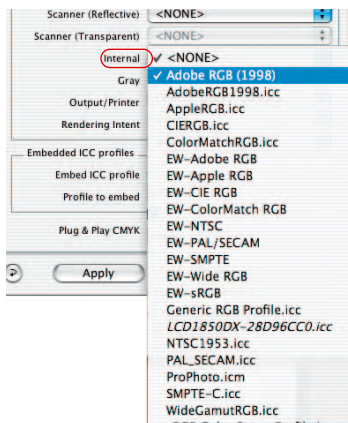 Scanner (Reflective) <NONE>
Scanner (Transparent) <NONE>
Internal ✓ <NONE>
Gray ✓ Adobe RGB (1998)
AdobeRGB1998.icc
Output/Printer AppleRGB.icc
CIERGB.icc
Rendering Intent ColorMatchRGB.icc
Embedded ICC profiles EW-Adobe RGB
Embed ICC profile EW-Apple RGB
Profile to embed EW-CIE RGB
EW-ColorMatch RGB
Plug & Play CMYK EW-NTSC
EW-PAL/SECAM
EW-SMPTE
Apply EW-Wide RGB
EW-sRGB
Generic RGB Profile.icc
LCD1850DX-28D96CC0.icc
NTSC1953.icc
PAL_SECAM.icc
ProPhoto.icm
SMPTE-C.icc
WideGamutRGB.icc